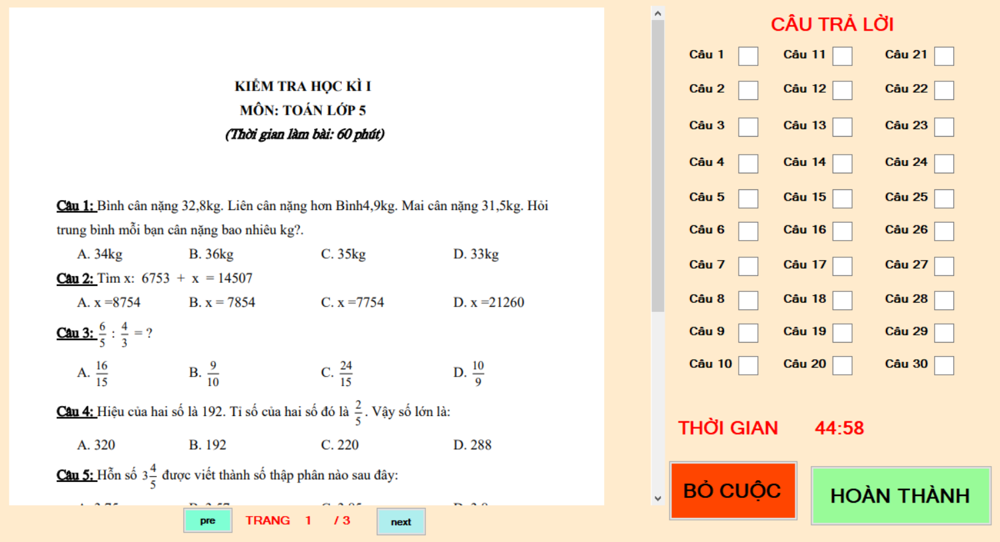 KIỂM TRA HỌC KÌ I
MÔN: TOÁN LỚP 5
(Thời gian làm bài: 60 phút)
Câu 1: Bình cân nặng 32,8kg. Liên cân nặng hơn Bình4,9kg. Mai cân nặng 31,5kg. Hỏi
trung bình mỗi bạn cân nặng bao nhiêu kg?.
A. 34kg B. 36kg C. 35kg D. 33kg
Câu 2: Tìm x: 6753 + x = 14507
A. x =8754 B. x = 7854 C. x =7754 D. x =21260
Câu 3: 6/5 : 4/3 = ?
A. 16/15 B. 9/10 C. 24/15 D. 10/9
Câu 4: Hiệu của hai số là 192. Tỉ số của hai số đó là 2/5. Vậy số lớn là:
A. 320 B. 192 C. 220 D. 288
Câu 5: Hỗn số 3 4/5 được viết thành số thập phân nào sau đây:
pre TRANG 1 / 3 next
CÂU TRẢ LỜI
Câu 1 Câu 11 Câu 21
Câu 2 Câu 12 Câu 22
Câu 3 Câu 13 Câu 23
Câu 4 Câu 14 Câu 24
Câu 5 Câu 15 Câu 25
Câu 6 Câu 16 Câu 26
Câu 7 Câu 17 Câu 27
Câu 8 Câu 18 Câu 28
Câu 9 Câu 19 Câu 29
Câu 10 Câu 20 Câu 30
THỜI GIAN 44:58
BỎ CUỘC HOÀN THÀNH